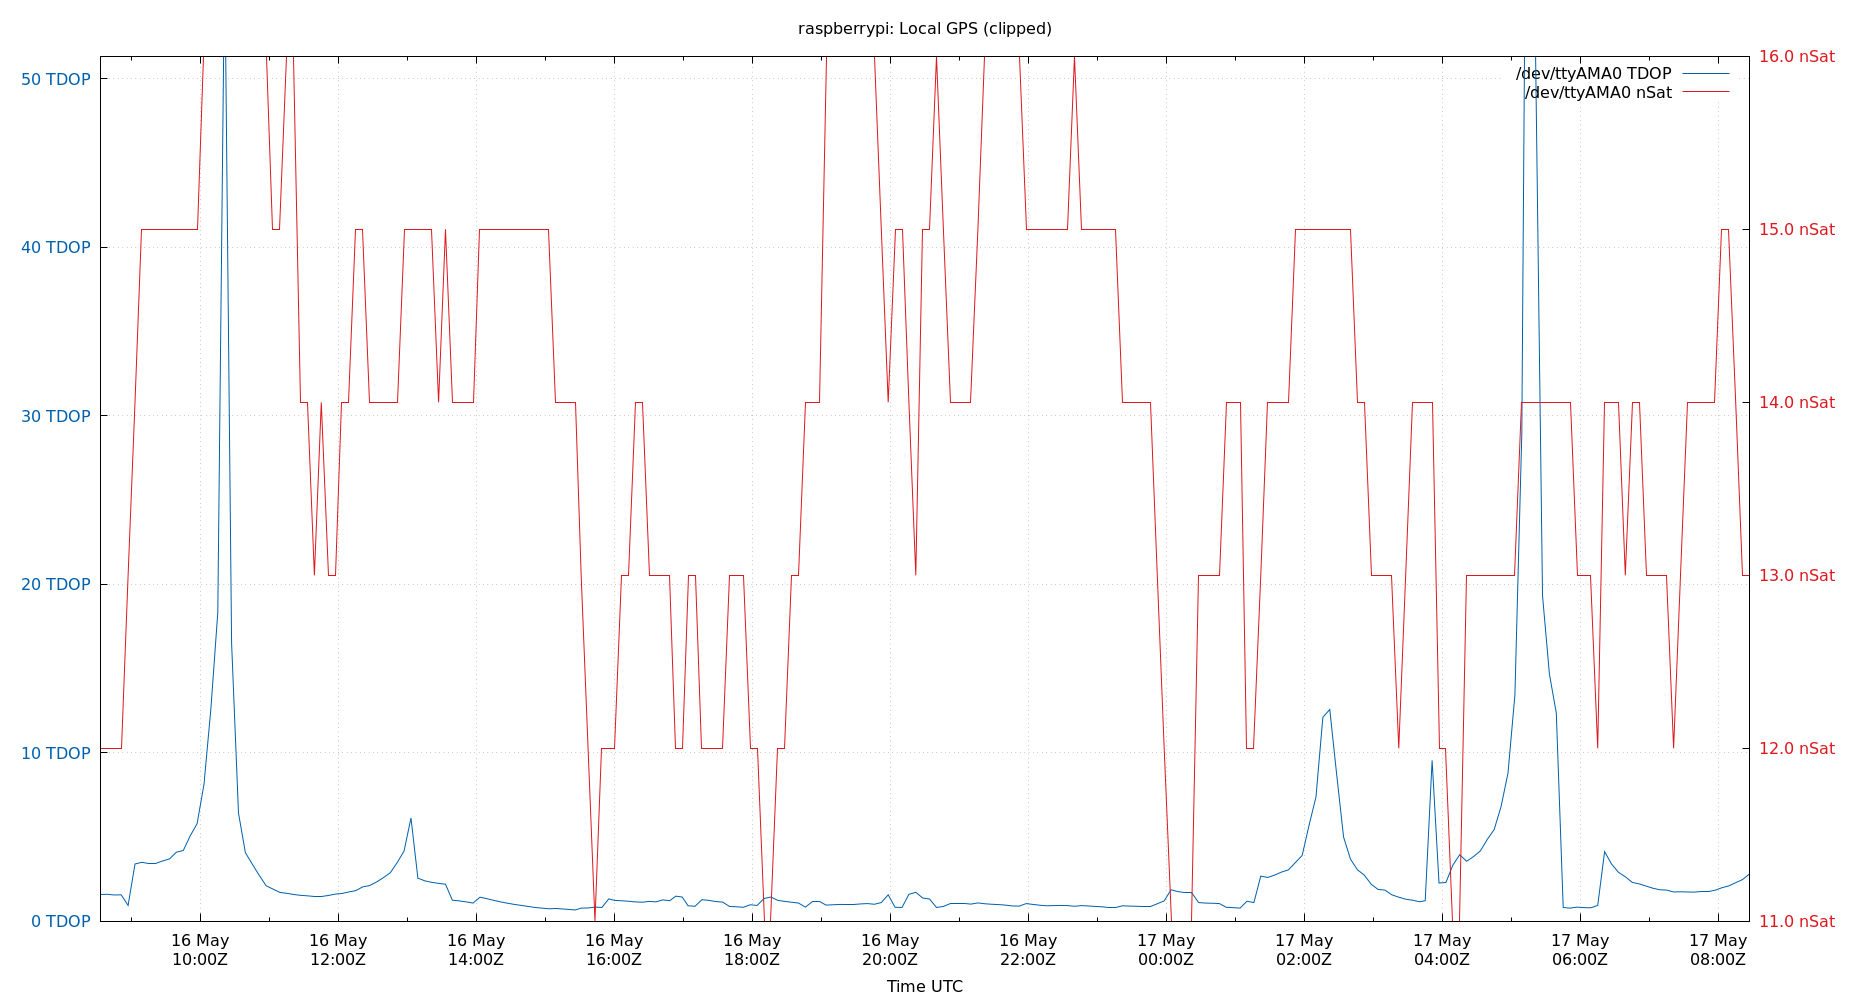 raspberrypi: Local GPS (clipped)
/dev/ttyAMA0 TDOP
/dev/ttyAMA0 nSat
50 TDOP
40 TDOP
30 TDOP
20 TDOP
10 TDOP
0 TDOP
16.0 nSat
15.0 nSat
14.0 nSat
13.0 nSat
12.0 nSat
11.0 nSat
16 May
10:00Z
16 May
12:00Z
16 May
14:00Z
16 May
16:00Z
16 May
18:00Z
16 May
20:00Z
16 May
22:00Z
17 May
00:00Z
17 May
02:00Z
17 May
04:00Z
17 May
06:00Z
17 May
08:00Z
Time UTC